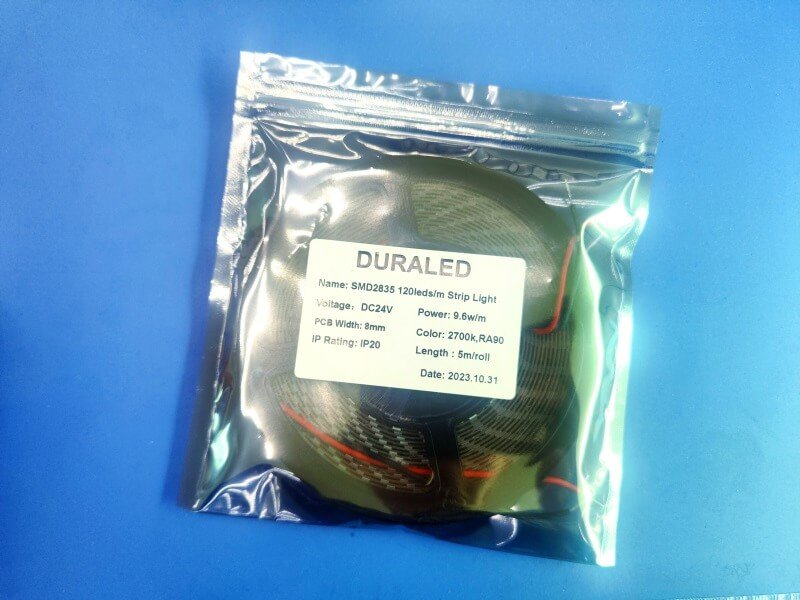 DURALED
Name: SMD2835 120leds/m Strip Light
Voltage: DC24V Power: 9.6w/m
PCB Width: 8mm Color: 2700k,RA90
IP Rating: IP20 Length : 5m/roll
Date: 2023.10.31